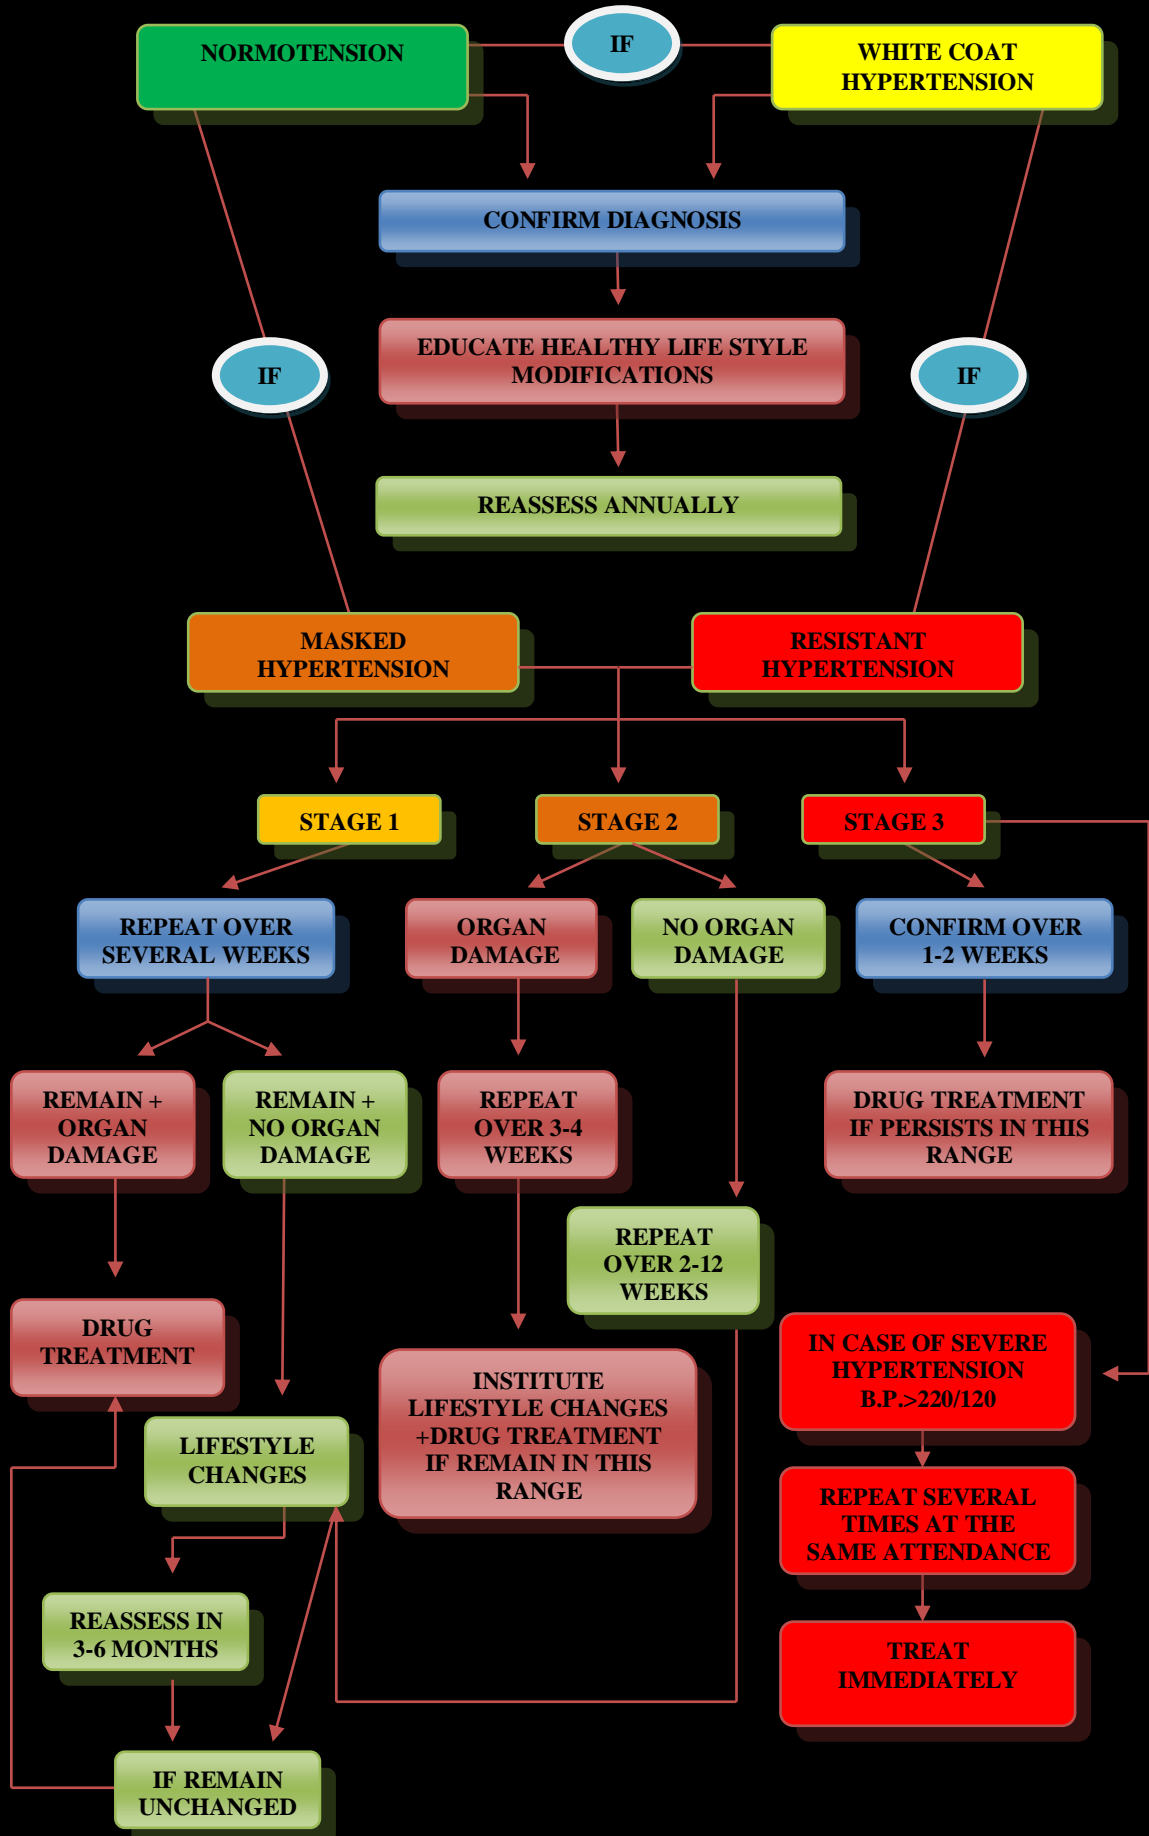 NORMOTENSION
IF
WHITE COAT
HYPERTENSION
CONFIRM DIAGNOSIS
EDUCATE HEALTHY LIFE STYLE
MODIFICATIONS
IF
IF
REASSESS ANNUALLY
MASKED
HYPERTENSION
RESISTANT
HYPERTENSION
STAGE 1
STAGE 2
STAGE 3
REPEAT OVER
SEVERAL WEEKS
ORGAN
DAMAGE
NO ORGAN
DAMAGE
CONFIRM OVER
1-2 WEEKS
REMAIN +
ORGAN
DAMAGE
REMAIN +
NO ORGAN
DAMAGE
REPEAT
OVER 3-4
WEEKS
DRUG TREATMENT
IF PERSISTS IN THIS
RANGE
REPEAT
OVER 2-12
WEEKS
DRUG
TREATMENT
IN CASE OF SEVERE
HYPERTENSION
B.P.>220/120
INSTITUTE
LIFESTYLE CHANGES
+DRUG TREATMENT
IF REMAIN IN THIS
RANGE
LIFESTYLE
CHANGES
REPEAT SEVERAL
TIMES AT THE
SAME ATTENDANCE
REASSESS IN
3-6 MONTHS
TREAT
IMMEDIATELY
IF REMAIN
UNCHANGED